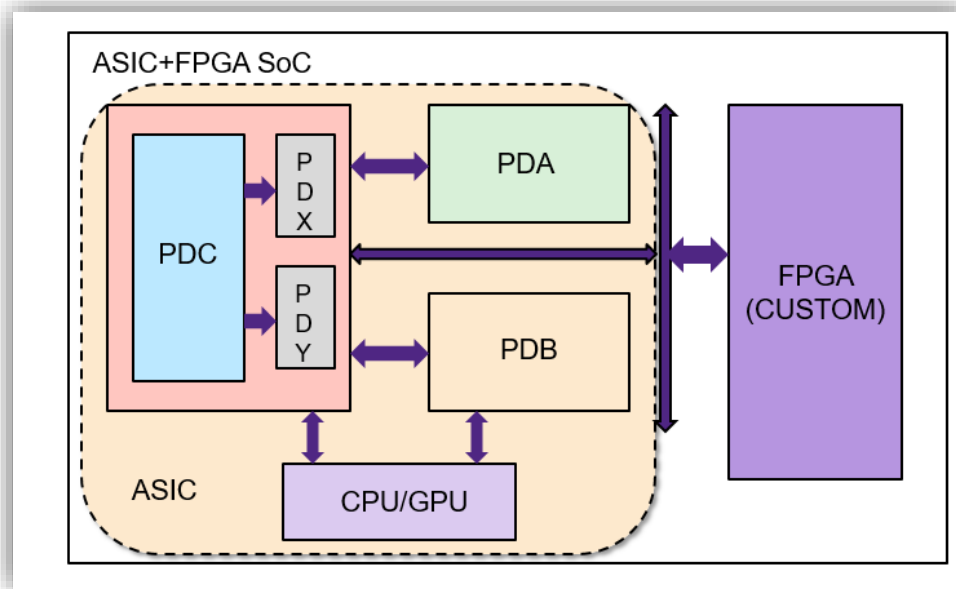 ASIC+FPGA SoC
PDC
P
D
X
P
D
Y
PDA
PDB
FPGA
(CUSTOM)
ASIC
CPU/GPU